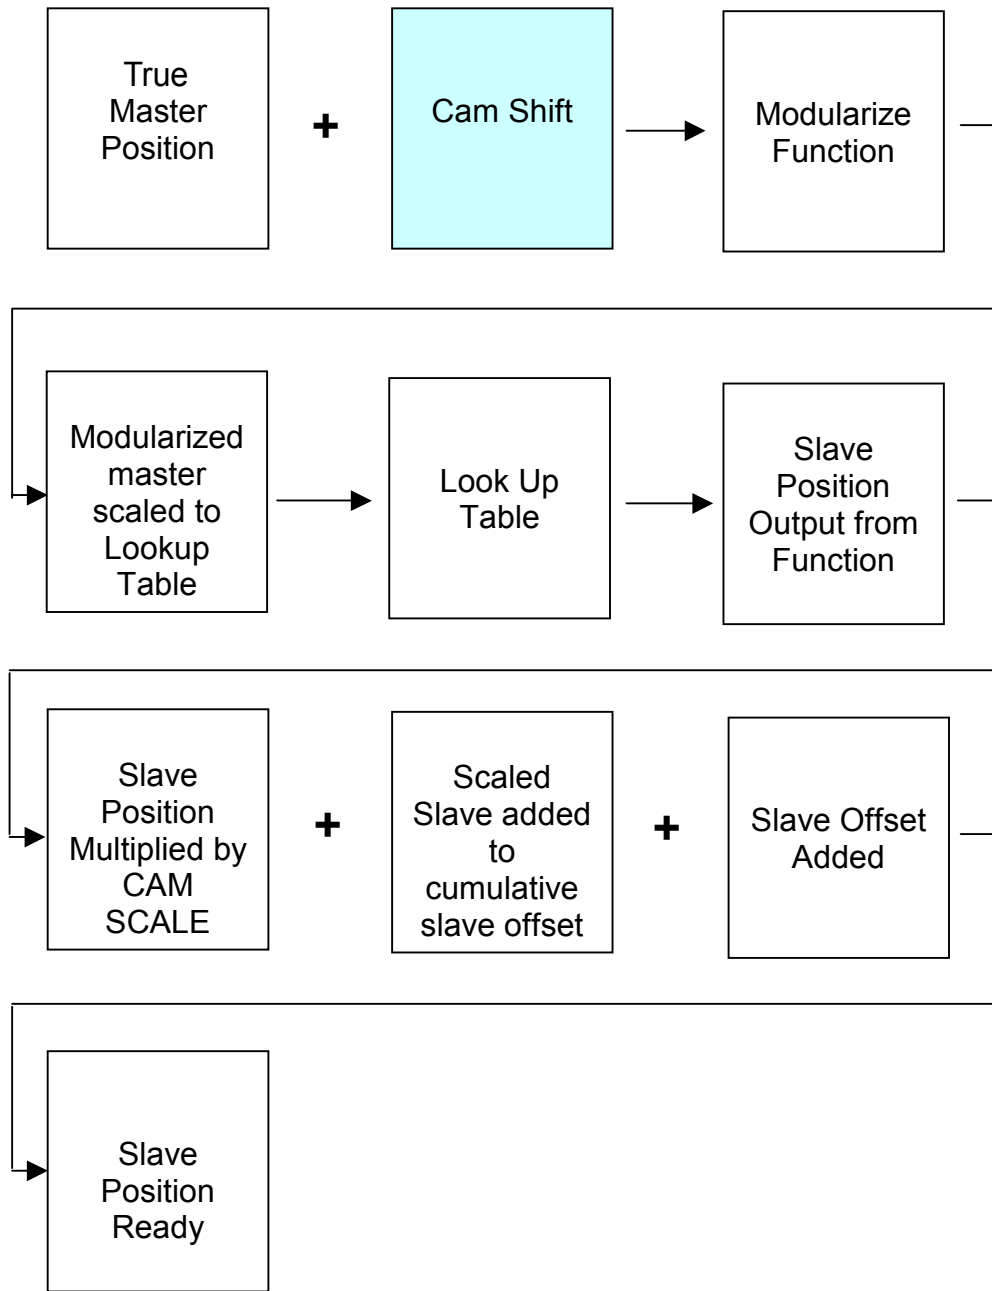 True
Master
Position
+
Cam Shift
Modularize
Function
Modularized
master
scaled to
Lookup
Table
Look Up
Table
Slave
Position
Output from
Function
Slave
Position
Multiplied by
CAM
SCALE
+
Scaled
Slave added
to
cumulative
slave offset
+
Slave Offset
Added
Slave
Position
Ready